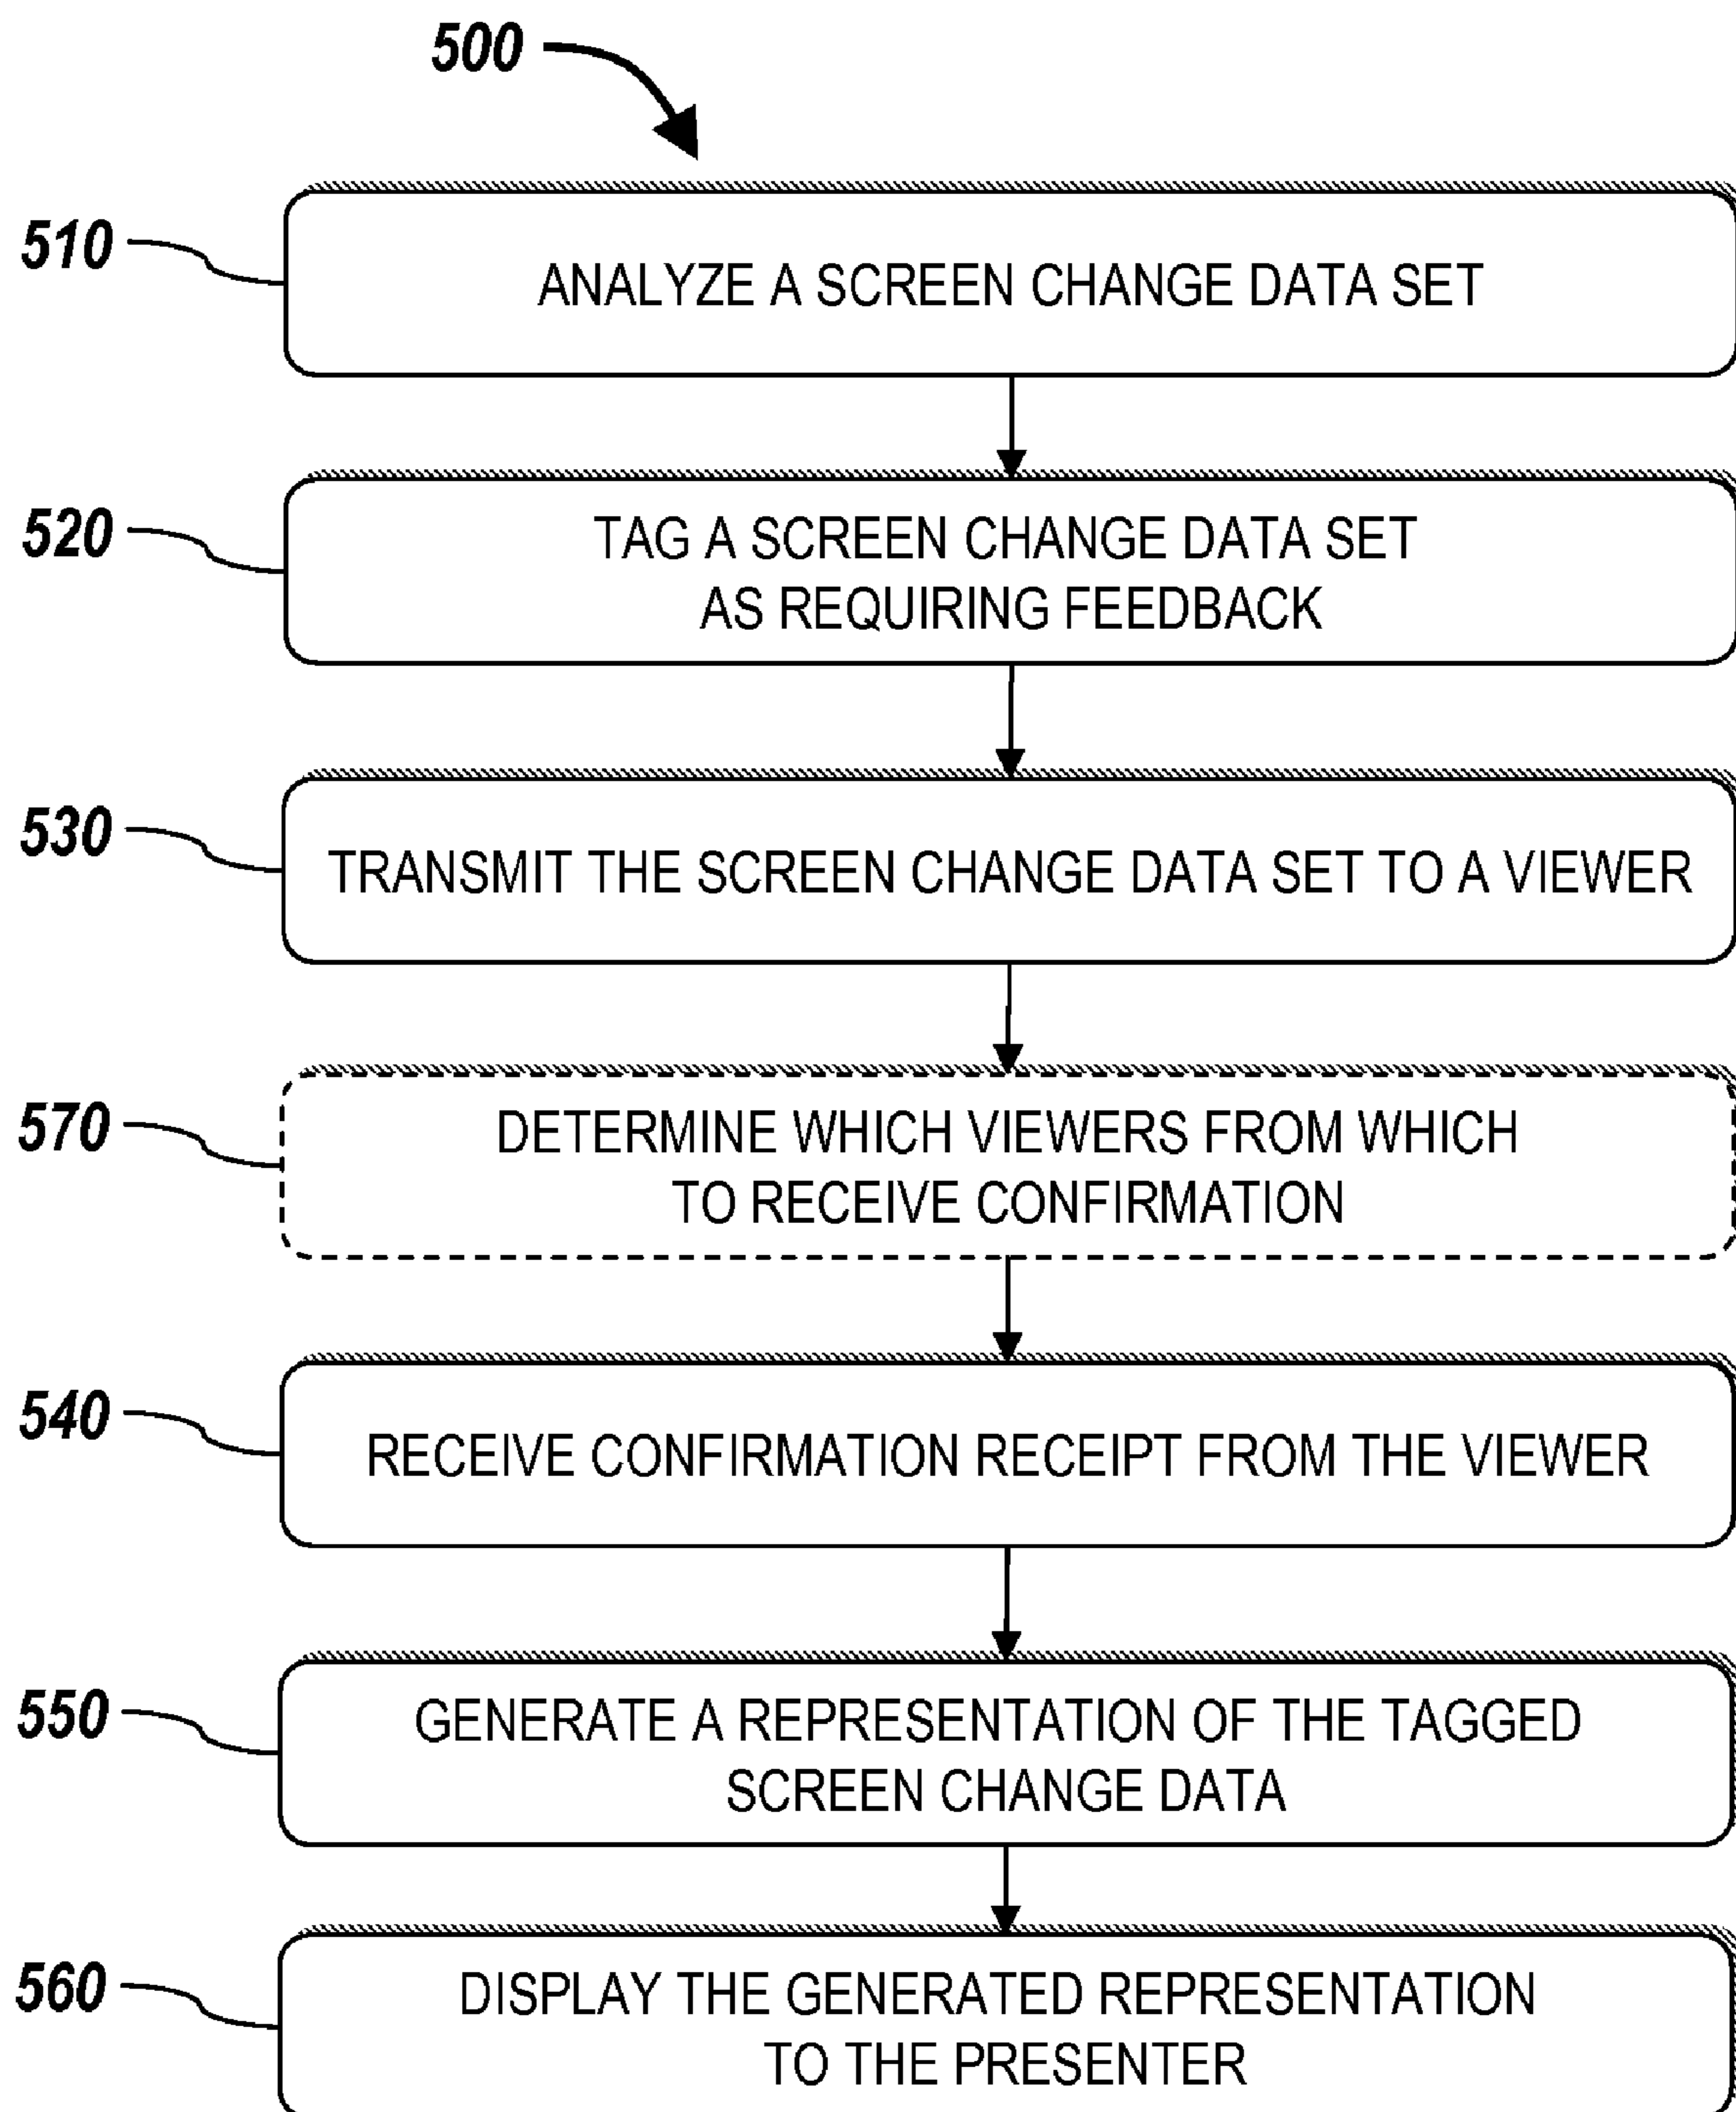 500
510
ANALYZE A SCREEN CHANGE DATA SET
520
TAG A SCREEN CHANGE DATA SET
AS REQUIRING FEEDBACK
530
TRANSMIT THE SCREEN CHANGE DATA SET TO A VIEWER
570
DETERMINE WHICH VIEWERS FROM WHICH
TO RECEIVE CONFIRMATION
540
RECEIVE CONFIRMATION RECEIPT FROM THE VIEWER
550
GENERATE A REPRESENTATION OF THE TAGGED
SCREEN CHANGE DATA
560
DISPLAY THE GENERATED REPRESENTATION
TO THE PRESENTER